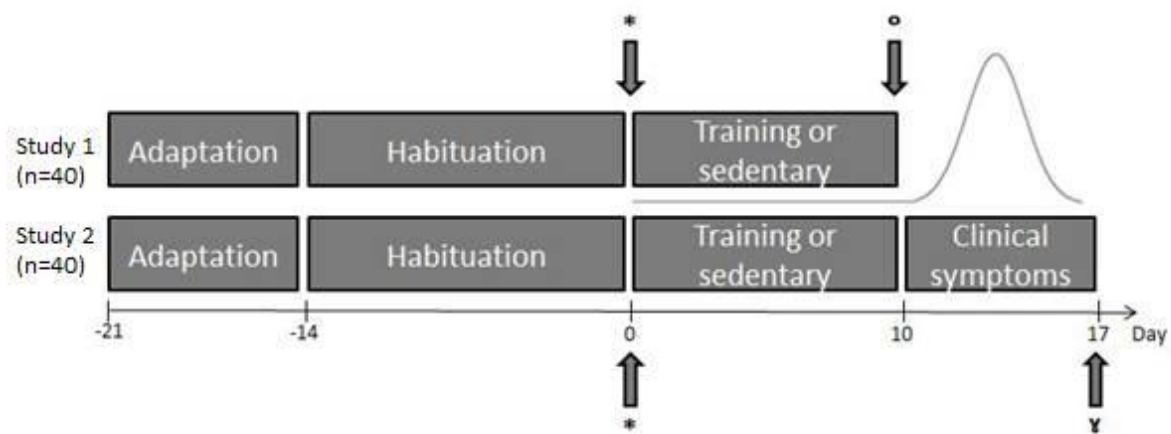 * o
Study 1
(n=40)
Adaptation
Habituation
Training or
sedentary
Study 2
(n=40)
Adaptation
Habituation
Training or
sedentary
Clinical
symptoms
-21 -14 0 10 17 Day
* ɣ